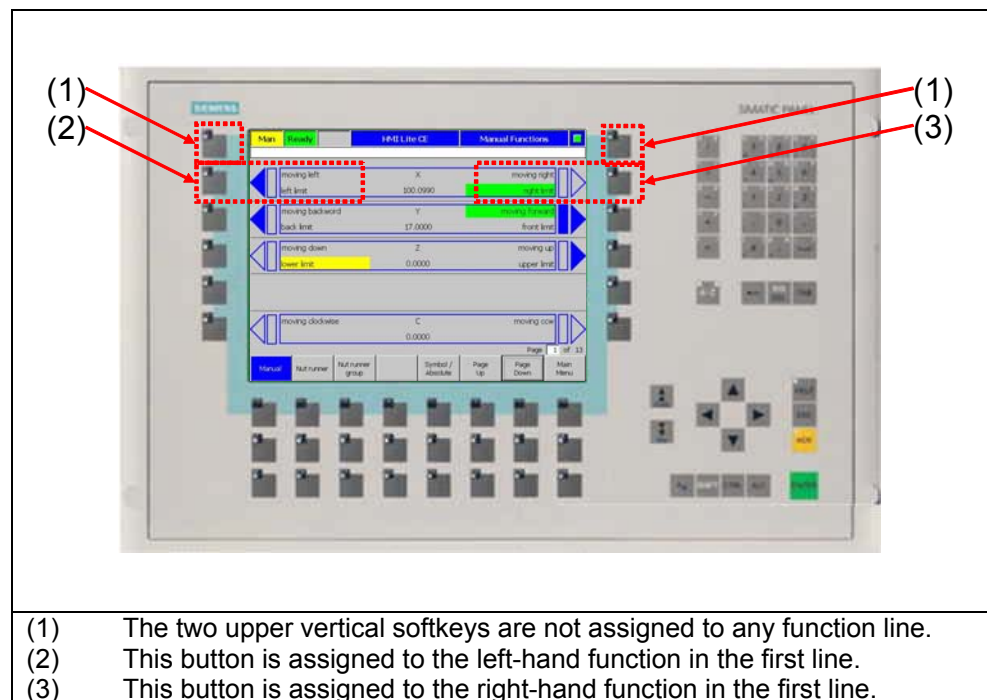 (1)
(2)
(1)
(3)
SIEMENS
SIMATIC PANEL
Man Ready HMI Lite CE Manual Functions
moving left X moving right
left limit 100.0990 right limit
moving backword Y moving forward
back limit 17.0000 front limit
moving down Z moving up
lower limit 0.0000 upper limit
moving clockwise C moving ccw
0.0000
Page 1 of 13
Manual Nut runner Nut runner group Symbol / Absolute Page Up Page Down Main Menu
HELP
ESC
ACK
ENTER
(1) The two upper vertical softkeys are not assigned to any function line.
(2) This button is assigned to the left-hand function in the first line.
(3) This button is assigned to the right-hand function in the first line.